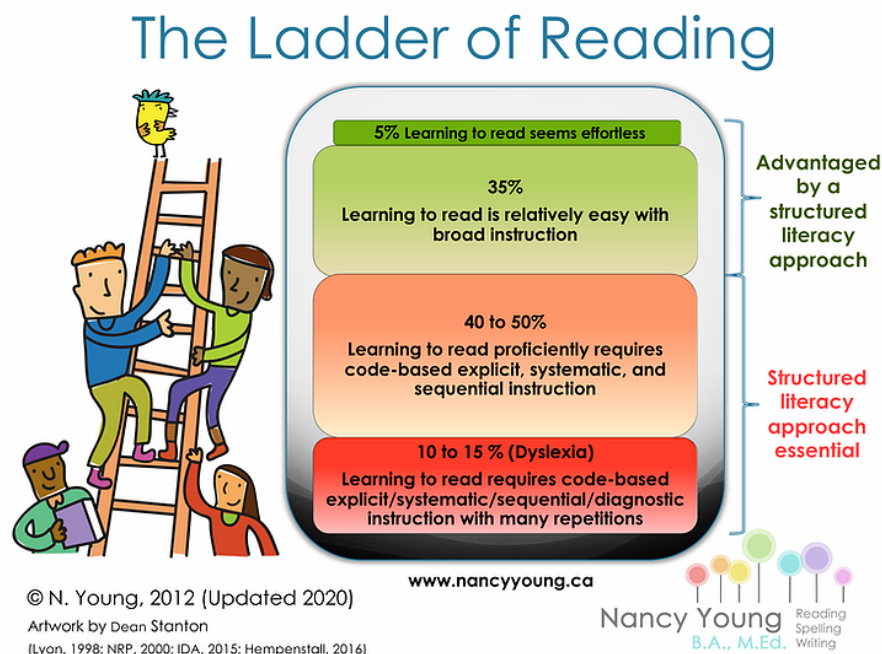 The Ladder of Reading
5% Learning to read seems effortless
35%
Learning to read is relatively easy with
broad instruction
40 to 50%
Learning to read proficiently requires
code-based explicit, systematic, and
sequential instruction
10 to 15 % (Dyslexia)
Learning to read requires code-based
explicit/systematic/sequential/diagnostic
instruction with many repetitions
Advantaged
by a
structured
literacy
approach
Structured
literacy
approach
essential
www.nancyyoung.ca
© N. Young, 2012 (Updated 2020)
Artwork by Dean Stanton
(Lyon, 1998; NRP, 2000; IDA, 2015; Hempenstall, 2016)
Nancy Young
B.A., M.Ed.
Reading
Spelling
Writing